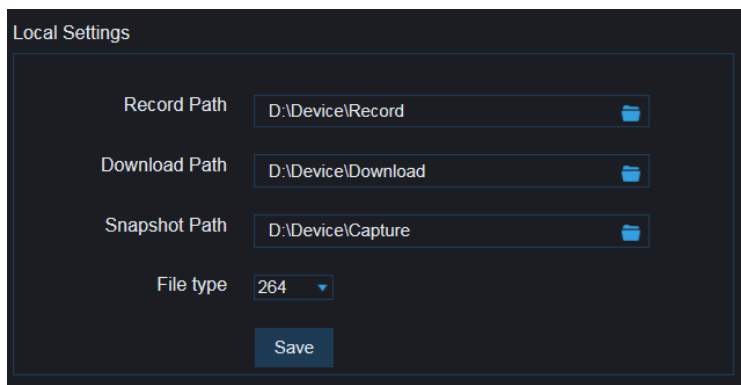 Local Settings
Record Path D:\Device\Record
Download Path D:\Device\Download
Snapshot Path D:\Device\Capture
File type 264
Save